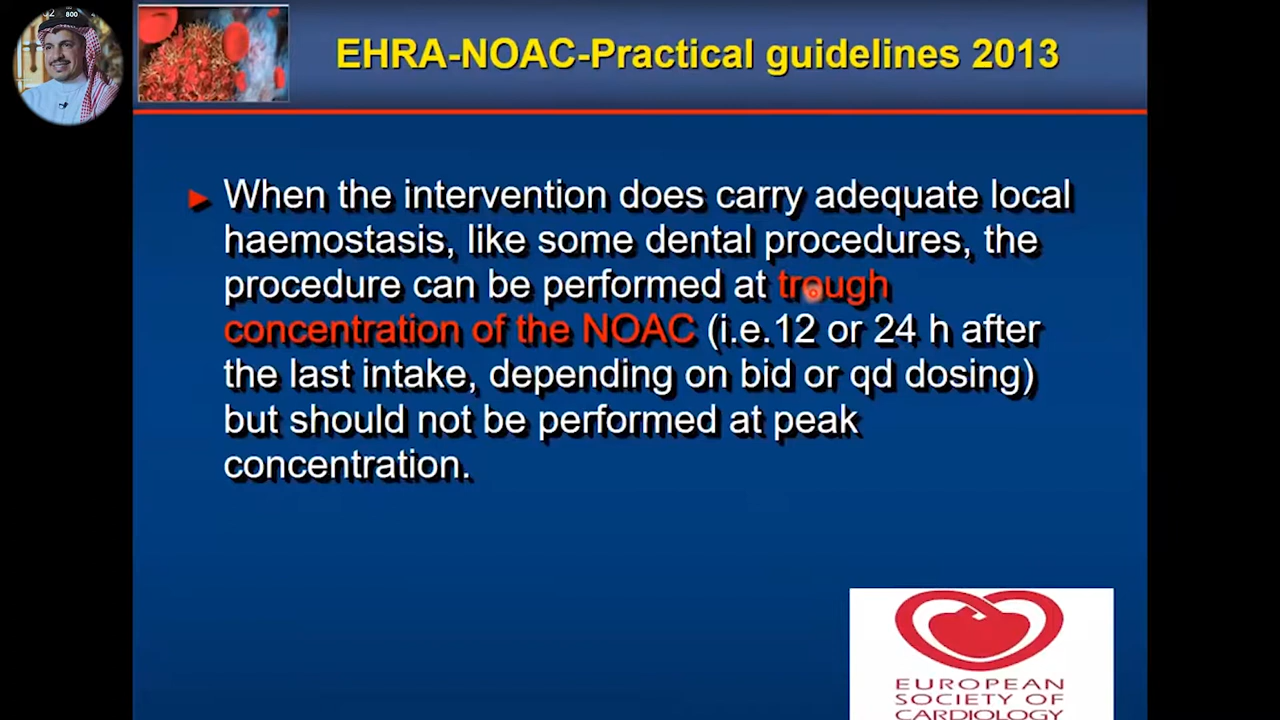 800
EHRA-NOAC-Practical guidelines 2013
When the intervention does carry adequate local
haemostasis, like some dental procedures, the
procedure can be performed at trough
concentration of the NOAC (i.e.12 or 24 h after
the last intake, depending on bid or qd dosing)
but should not be performed at peak
concentration.
EUROPEAN
SOCIETY OF
CARDIOLOGY